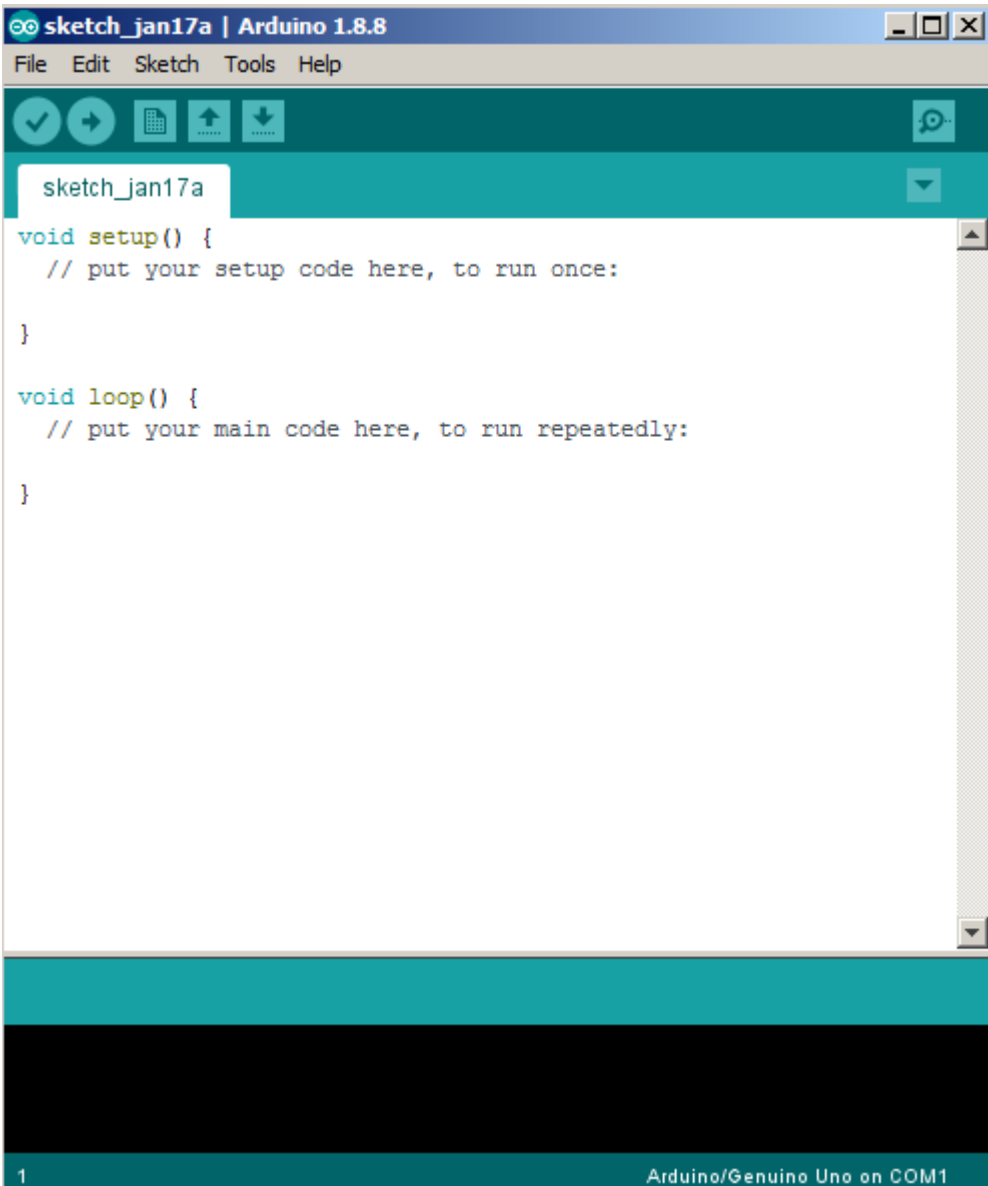 sketch_jan17a | Arduino 1.8.8
File Edit Sketch Tools Help
sketch_jan17a
void setup() {
  // put your setup code here, to run once:

}

void loop() {
  // put your main code here, to run repeatedly:

}
1
Arduino/Genuino Uno on COM1